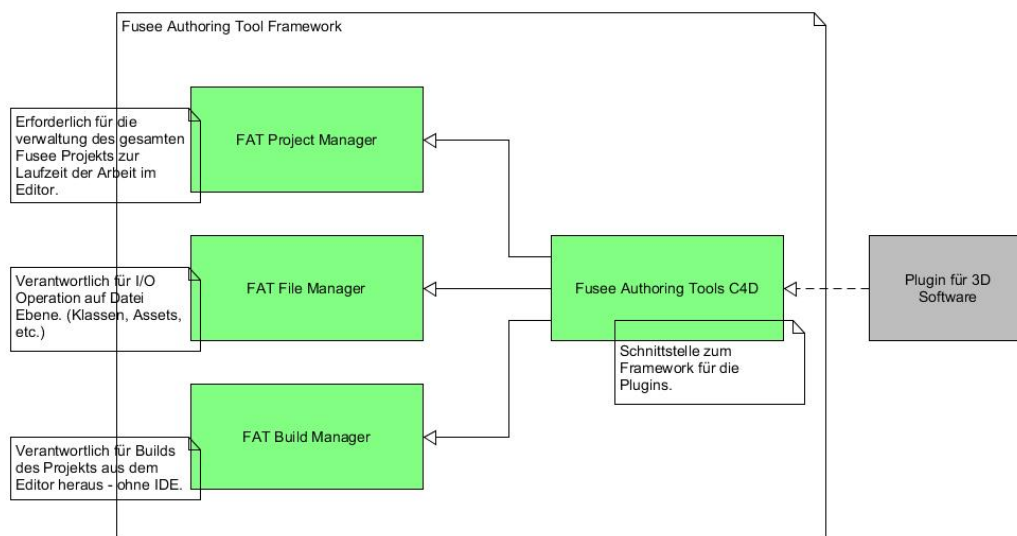 Fusee Authoring Tool Framework
Erforderlich für die
verwaltung des gesamten
Fusee Projekts zur
Laufzeit der Arbeit im
Editor.
FAT Project Manager
Verantwortlich für I/O
Operation auf Datei
Ebene. (Klassen, Assets,
etc.)
FAT File Manager
Fusee Authoring Tools C4D
Plugin für 3D
Software
Schnittstelle zum
Framework für die
Plugins.
Verantwortlich für Builds
des Projekts aus dem
Editor heraus - ohne IDE.
FAT Build Manager